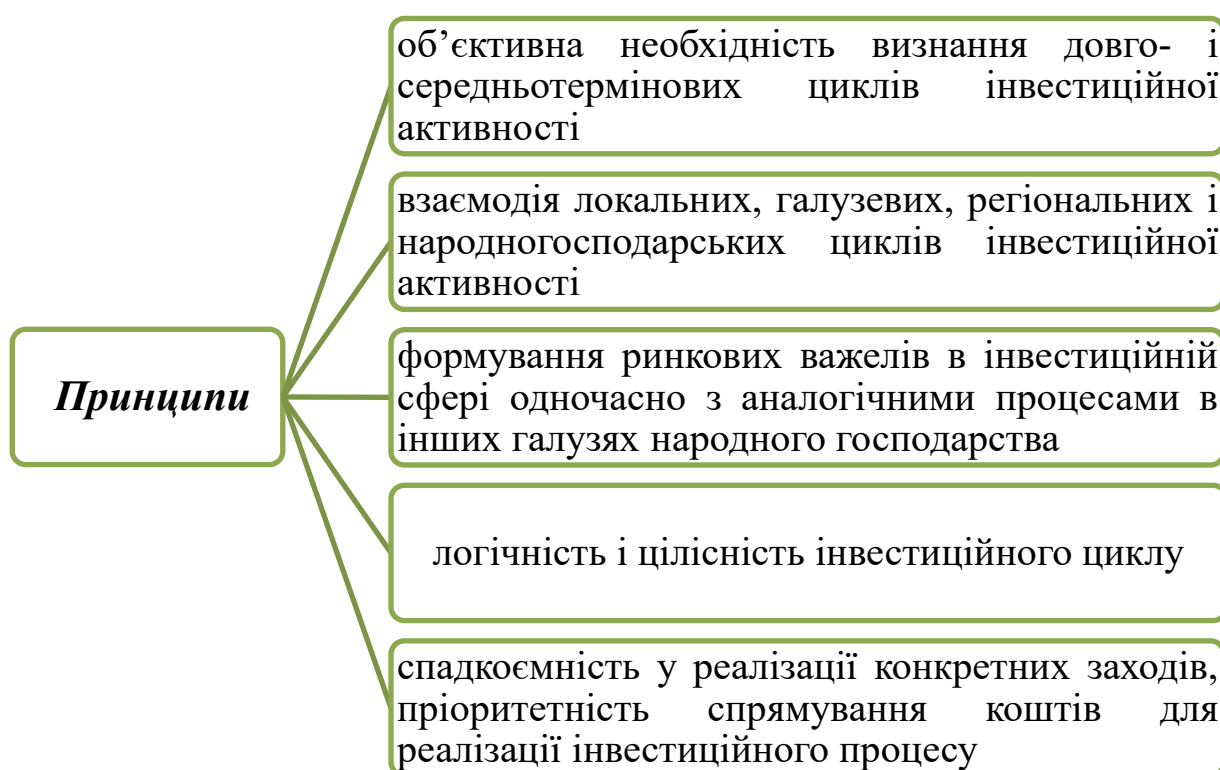 об’єктивна необхідність визнання довго- і
середньотермінових циклів інвестиційної
активності
взаємодія локальних, галузевих, регіональних і
народногосподарських циклів інвестиційної
активності
Принципи
формування ринкових важелів в інвестиційній
сфері одночасно з аналогічними процесами в
інших галузях народного господарства
логічність і цілісність інвестиційного циклу
спадкоємність у реалізації конкретних заходів,
пріоритетність спрямування коштів для
реалізації інвестиційного процесу